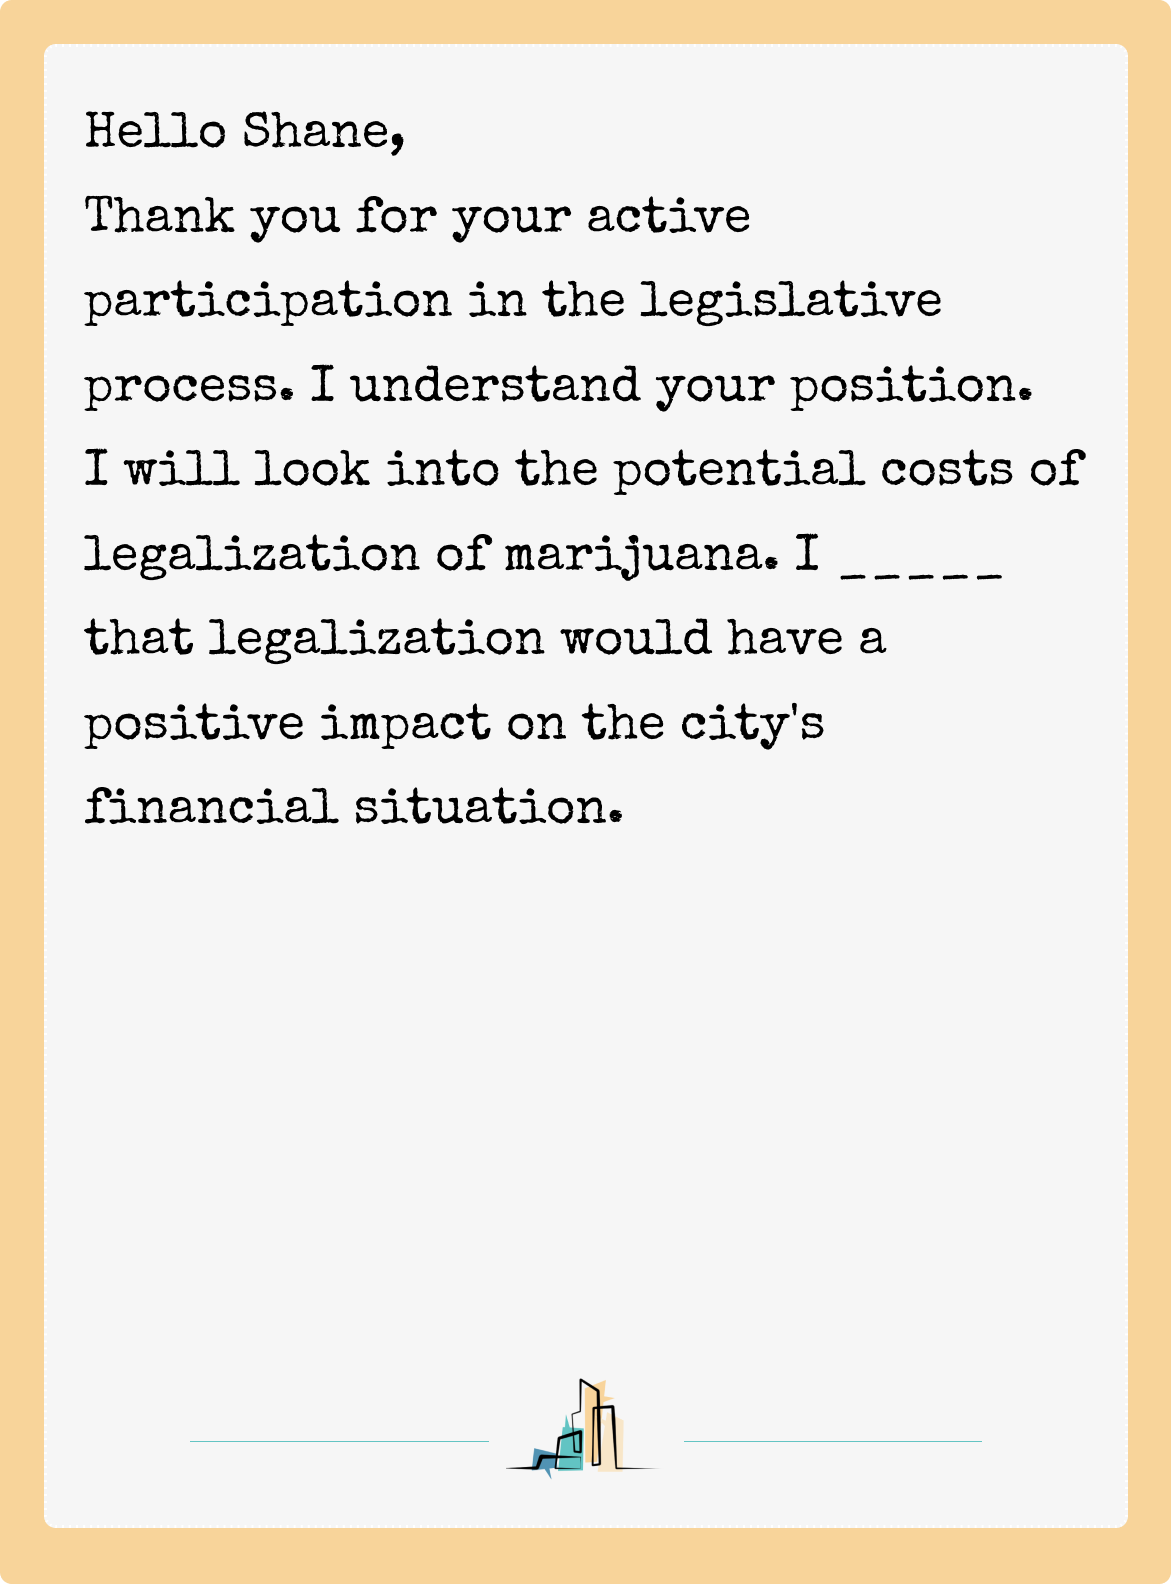 Hello Shane,
Thank you for your active
participation in the legislative
process. I understand your position.
I will look into the potential costs of
legalization of marijuana. I _____
that legalization would have a
positive impact on the city's
financial situation.